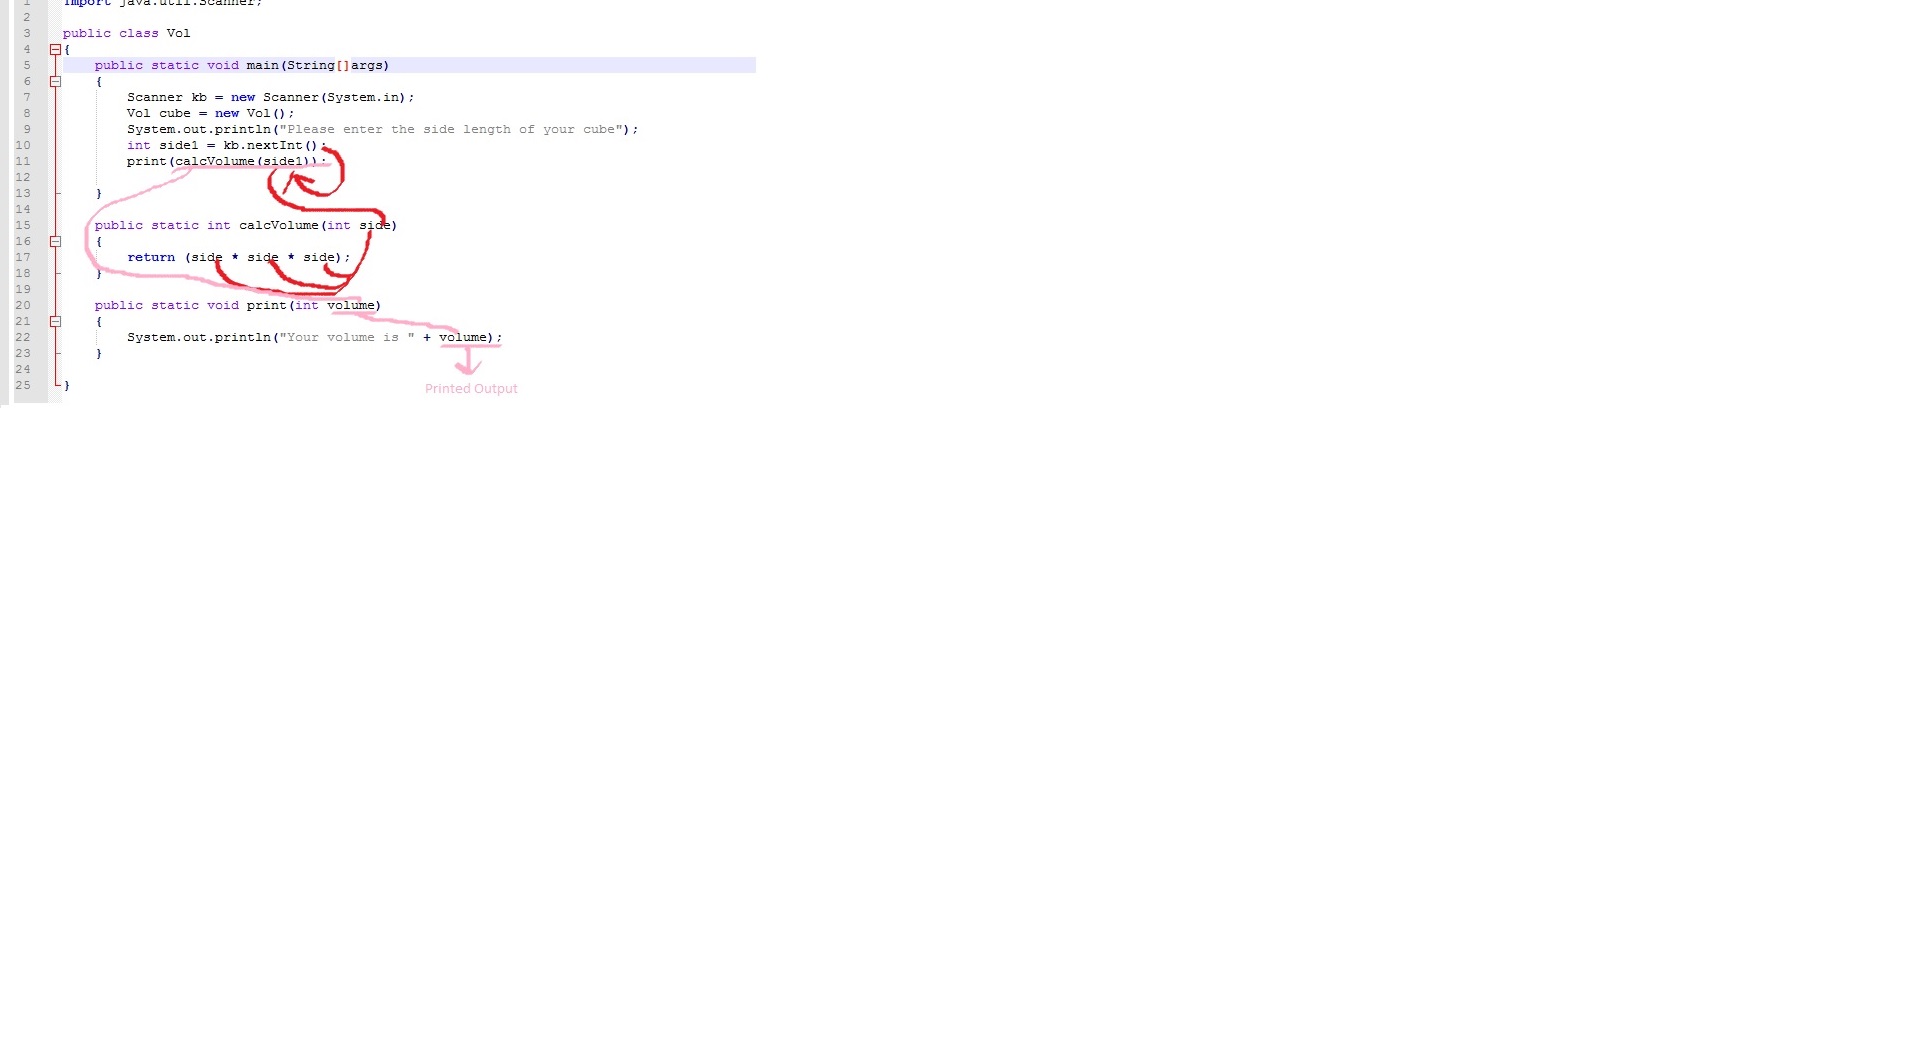 1 import java.util.Scanner;
2
3 public class Vol
4 {
5 public static void main(String[]args)
6 {
7 Scanner kb = new Scanner(System.in);
8 Vol cube = new Vol();
9 System.out.println("Please enter the side length of your cube");
10 int side1 = kb.nextInt();
11 print(calcVolume(side1));
12
13 }
14
15 public static int calcVolume(int side)
16 {
17 return (side * side * side);
18 }
19
20 public static void print(int volume)
21 {
22 System.out.println("Your volume is " + volume);
23 }
24
25 }
Printed Output